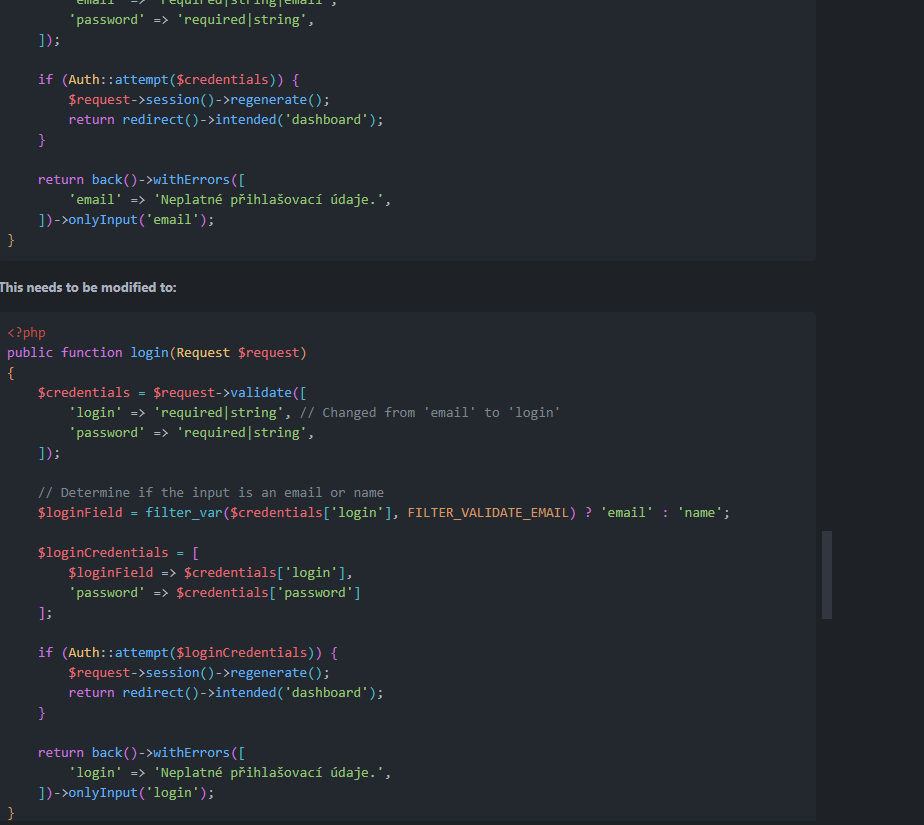 'email' => 'required|string|email',
'password' => 'required|string',
]);
if (Auth::attempt($credentials)) {
$request->session()->regenerate();
return redirect()->intended('dashboard');
}
return back()->withErrors([
'email' => 'Neplatné přihlašovací údaje.',
])->onlyInput('email');
}
This needs to be modified to:
<?php
public function login(Request $request)
{
$credentials = $request->validate([
'login' => 'required|string', // Changed from 'email' to 'login'
'password' => 'required|string',
]);
// Determine if the input is an email or name
$loginField = filter_var($credentials['login'], FILTER_VALIDATE_EMAIL) ? 'email' : 'name';
$loginCredentials = [
$loginField => $credentials['login'],
'password' => $credentials['password']
];
if (Auth::attempt($loginCredentials)) {
$request->session()->regenerate();
return redirect()->intended('dashboard');
}
return back()->withErrors([
'login' => 'Neplatné přihlašovací údaje.',
])->onlyInput('login');
}